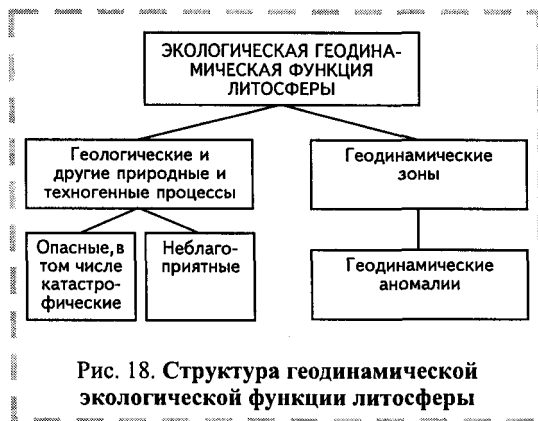 ЭКОЛОГИЧЕСКАЯ ГЕОДИНА-
МИЧЕСКАЯ ФУНКЦИЯ
ЛИТОСФЕРЫ
Геологические и
другие природные и
техногенные процессы
Геодинамические
зоны
Опасные, в
том числе
катастро-
фические
Неблаго-
приятные
Геодинамические
аномалии
Рис. 18. Структура геодинамической
экологической функции литосферы